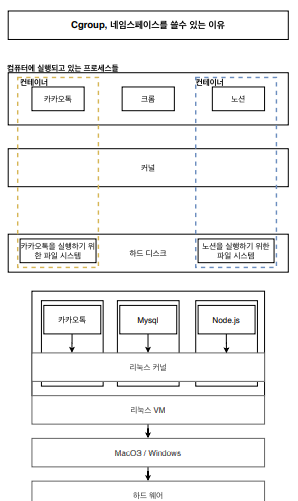 Cgroup, 네임스페이스를 쓸수 있는 이유
컴퓨터에 실행되고 있는 프로세스들
컨테이너
컨테이너
카카오톡
크롬
노션
커널
카카오톡을 실행하기 위
한 파일 시스템
하드 디스크
노션을 실행하기 위한
파일 시스템
카카오톡
Mysql
Node.js
리눅스 커널
리눅스 VM
MacOS / Windows
하드 웨어